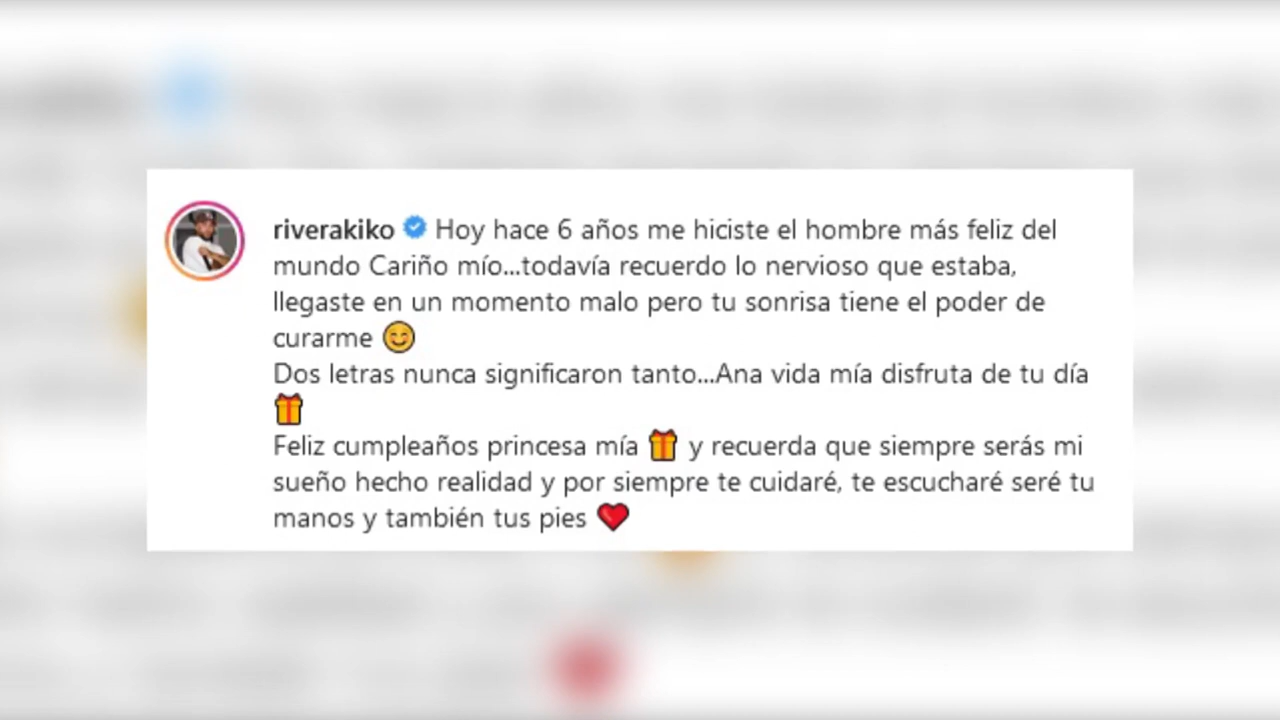 riverakiko Hoy hace 6 años me hiciste el hombre más feliz del
mundo Cariño mío...todavía recuerdo lo nervioso que estaba,
llegaste en un momento malo pero tu sonrisa tiene el poder de
curarme 😊
Dos letras nunca significaron tanto...Ana vida mía disfruta de tu día
🎁
Feliz cumpleaños princesa mía 🎁 y recuerda que siempre serás mi
sueño hecho realidad y por siempre te cuidaré, te escucharé seré tu
manos y también tus pies ❤️